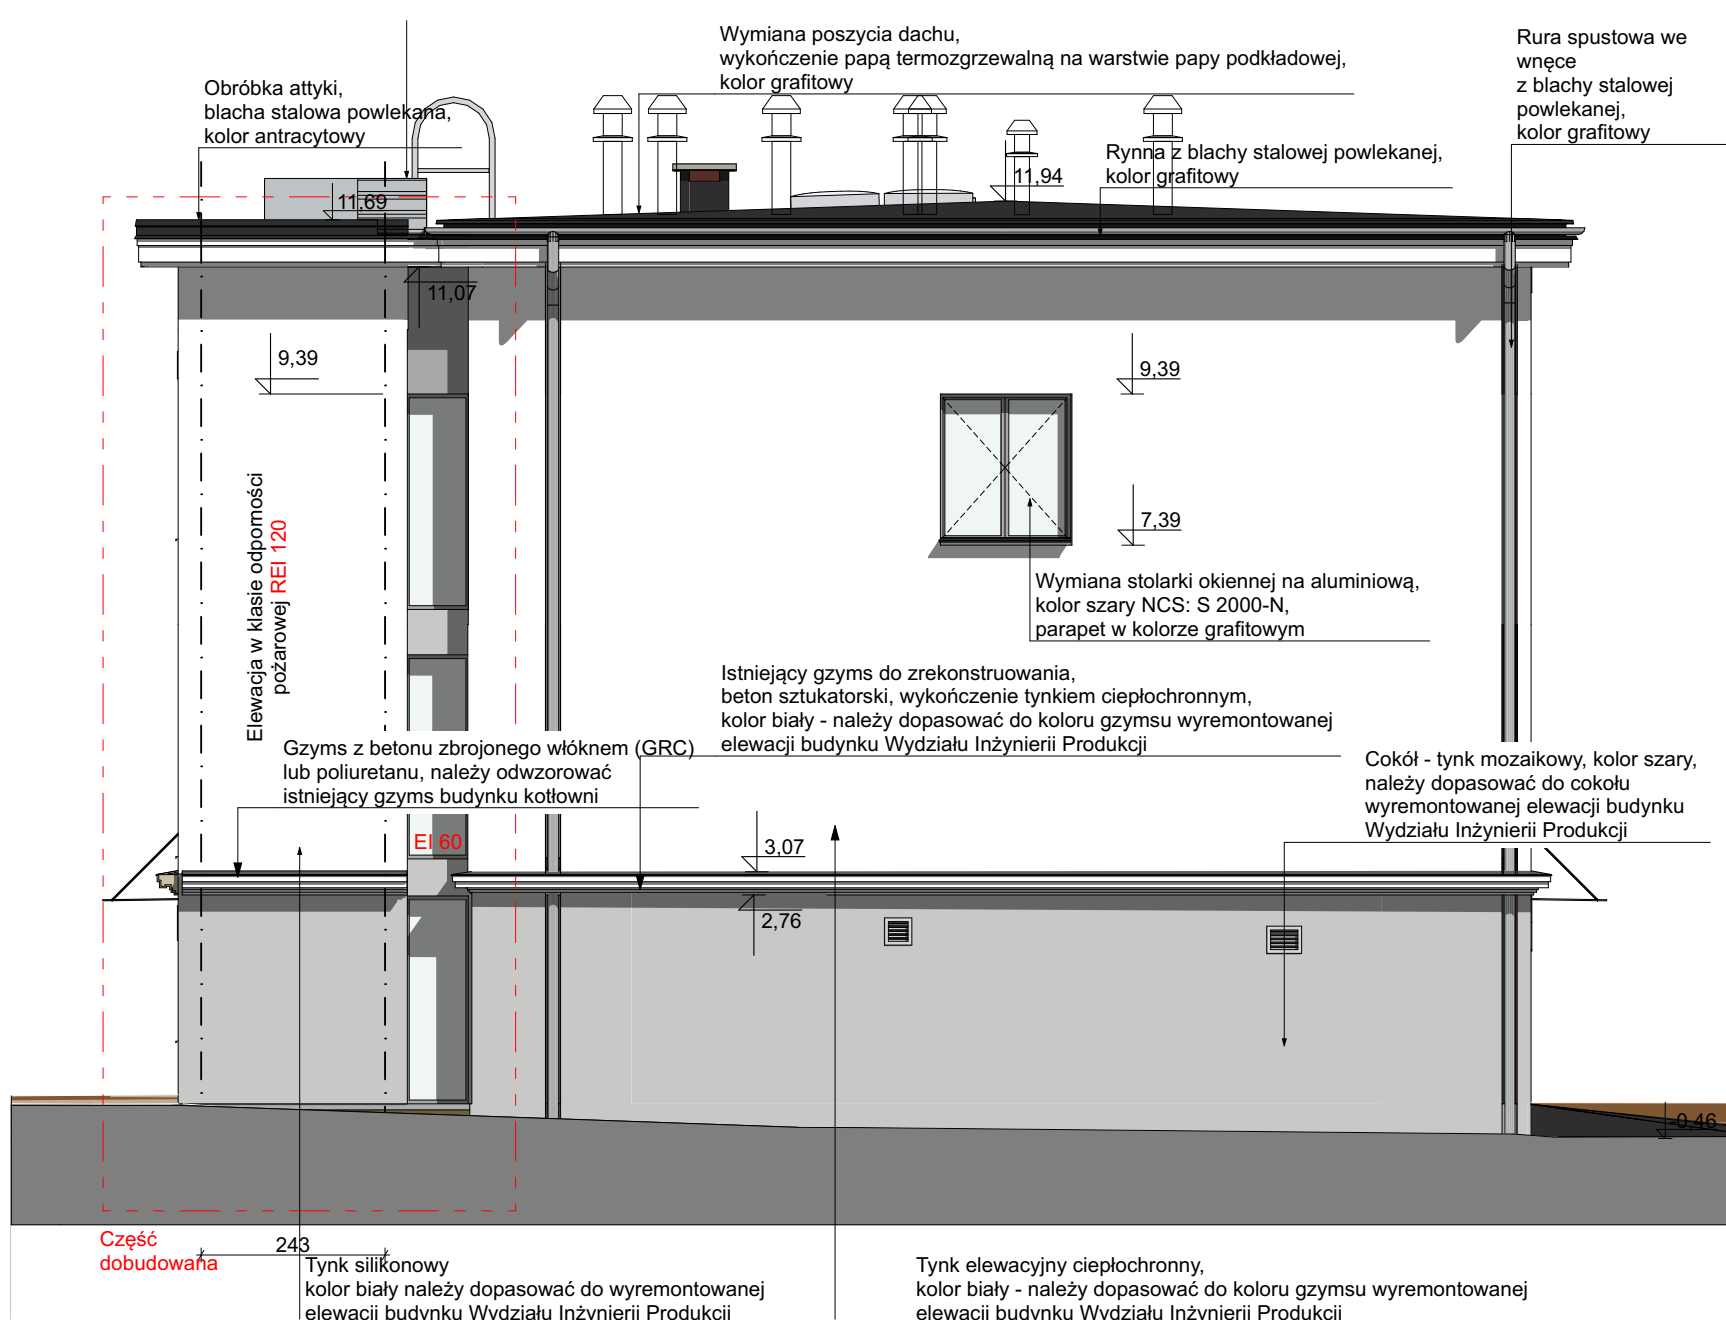 Wymiana poszycia dachu,
wykończenie papą termozgrzewalną na warstwie papy podkładowej,
kolor grafitowy
Rura spustowa we
wnęce
z blachy stalowej
powlekanej,
kolor grafitowy
Obróbka attyki,
blacha stalowa powlekana,
kolor antracytowy
Rynna z blachy stalowej powlekanej,
kolor grafitowy
11,94
11,69
11,07
9,39
9,39
7,39
Elewacja w klasie odporności
pożarowej REI 120
Wymiana stolarki okiennej na aluminiową,
kolor szary NCS: S 2000-N,
parapet w kolorze grafitowym
Istniejący gzyms do zrekonstruowania,
beton sztukatorski, wykończenie tynkiem ciepłochronnym,
kolor biały - należy dopasować do koloru gzymsu wyremontowanej
elewacji budynku Wydziału Inżynierii Produkcji
Gzyms z betonu zbrojonego włóknem (GRC)
lub poliuretanu, należy odwzorować
istniejący gzyms budynku kotłowni
Cokół - tynk mozaikowy, kolor szary,
należy dopasować do cokołu
wyremontowanej elewacji budynku
Wydziału Inżynierii Produkcji
EI 60
3,07
2,76
-0,46
Część
dobudowana
243
Tynk silikonowy
kolor biały należy dopasować do wyremontowanej
elewacji budynku Wydziału Inżynierii Produkcji
Tynk elewacyjny ciepłochronny,
kolor biały - należy dopasować do koloru gzymsu wyremontowanej
elewacji budynku Wydziału Inżynierii Produkcji